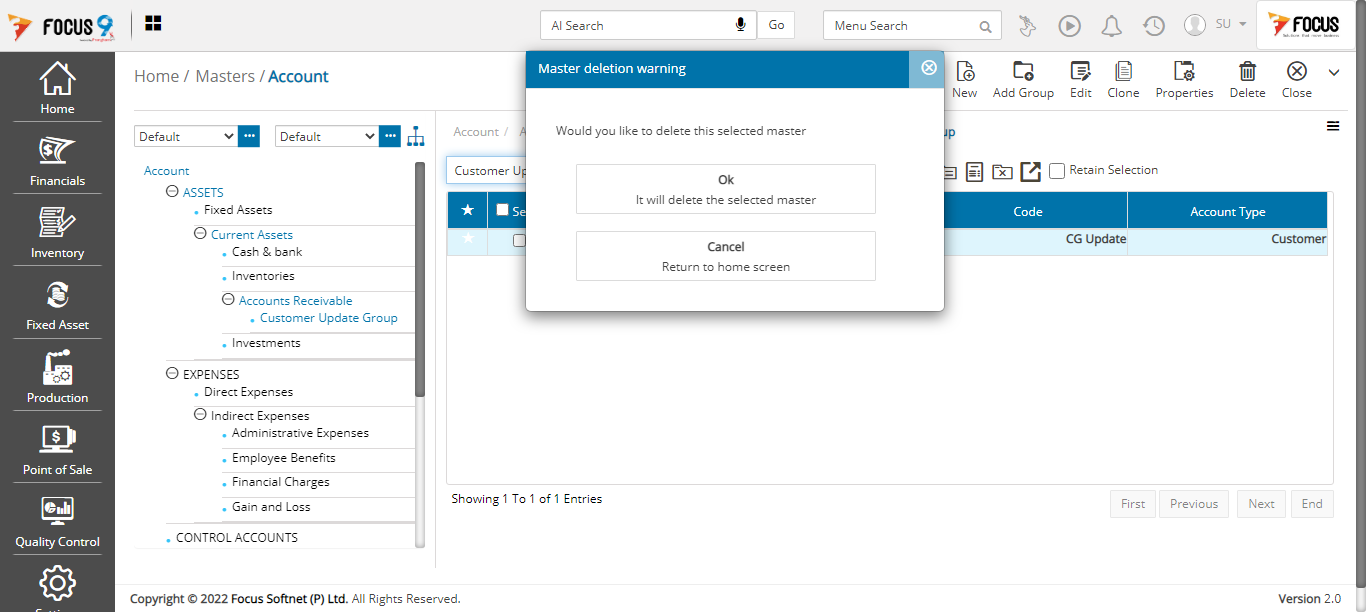 FOCUS 9
AI Search
Go
Menu Search
SU
FOCUS
Home
Financials
Inventory
Fixed Asset
Production
Point of Sale
Quality Control
Home / Masters / Account
New
Add Group
Edit
Clone
Properties
Delete
Close
Default
Default
Account
ASSETS
Fixed Assets
Current Assets
Cash & bank
Inventories
Accounts Receivable
Customer Update Group
Investments
EXPENSES
Direct Expenses
Indirect Expenses
Administrative Expenses
Employee Benefits
Financial Charges
Gain and Loss
CONTROL ACCOUNTS
Account / A
up
Customer Up
Retain Selection
Se
Code
Account Type
CG Update
Customer
Master deletion warning
Would you like to delete this selected master
Ok
It will delete the selected master
Cancel
Return to home screen
Showing 1 To 1 of 1 Entries
First
Previous
Next
End
Copyright © 2022 Focus Softnet (P) Ltd. All Rights Reserved.
Version 2.0